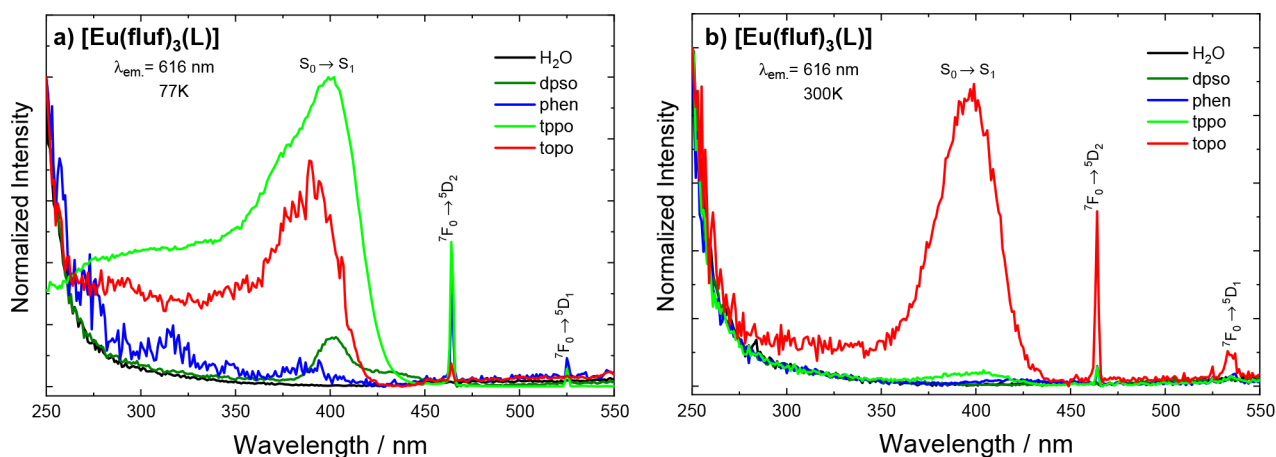 a) [Eu(fluf)₃(L)]
λem.= 616 nm
77K
S₀→S₁
H₂O
dpso
phen
tppo
topo
⁷F₀→⁵D₂
⁷F₀→⁵D₁
Normalized Intensity
250 300 350 400 450 500 550
Wavelength / nm
b) [Eu(fluf)₃(L)]
λem.= 616 nm
300K
S₀→S₁
H₂O
dpso
phen
tppo
topo
⁷F₀→⁵D₂
⁷F₀→⁵D₁
Normalized Intensity
250 300 350 400 450 500 550
Wavelength / nm